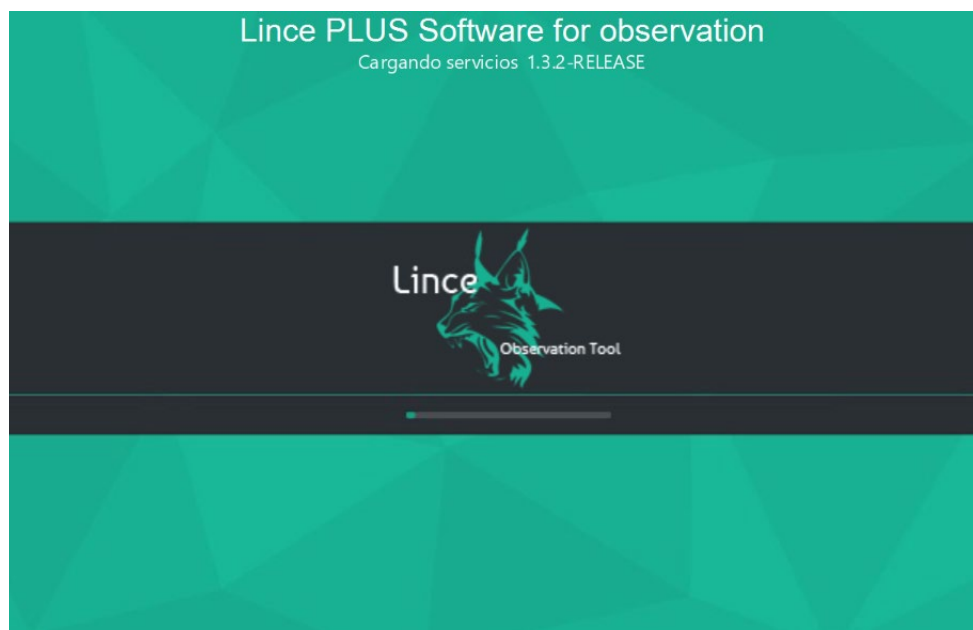 Lince PLUS Software for observation
Cargando servicios 1.3.2-RELEASE
Lince
Observation Tool